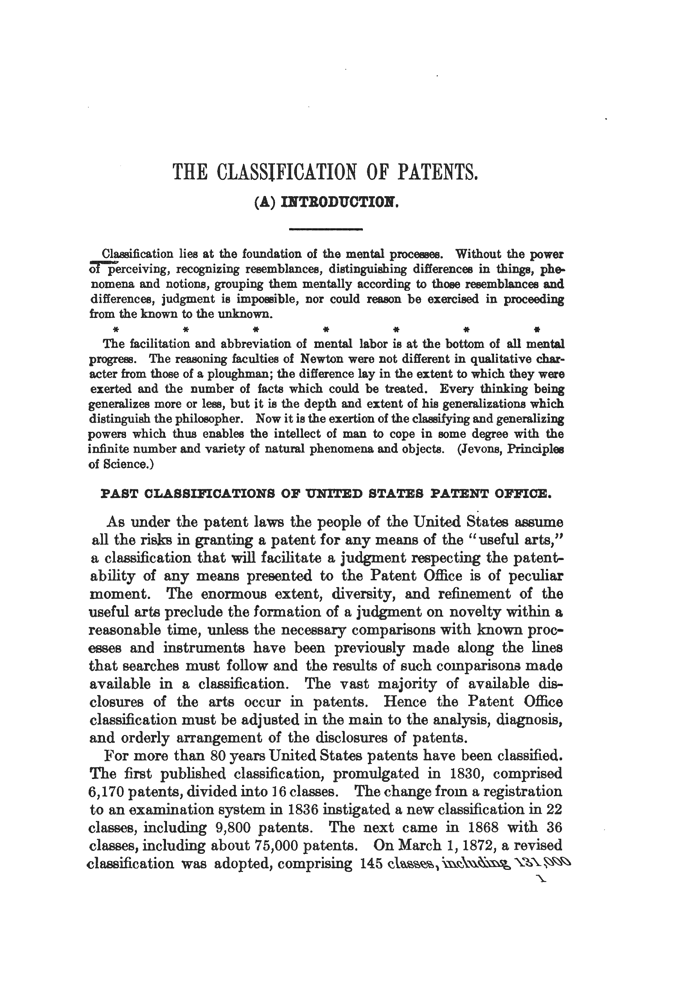 THE CLASSIFICATION OF PATENTS.
(A) INTRODUCTION.
Classification lies at the foundation of the mental processes. Without the power
of perceiving, recognizing resemblances, distinguishing differences in things, phe-
nomena and notions, grouping them mentally according to those resemblances and
differences, judgment is impossible, nor could reason be exercised in proceeding
from the known to the unknown.
* * * * * * *
The facilitation and abbreviation of mental labor is at the bottom of all mental
progress. The reasoning faculties of Newton were not different in qualitative char-
acter from those of a ploughman; the difference lay in the extent to which they were
exerted and the number of facts which could be treated. Every thinking being
generalizes more or less, but it is the depth and extent of his generalizations which
distinguish the philosopher. Now it is the exertion of the classifying and generalizing
powers which thus enables the intellect of man to cope in some degree with the
infinite number and variety of natural phenomena and objects. (Jevons, Principles
of Science.)
PAST CLASSIFICATIONS OF UNITED STATES PATENT OFFICE.
As under the patent laws the people of the United States assume
all the risks in granting a patent for any means of the "useful arts,"
a classification that will facilitate a judgment respecting the patent-
ability of any means presented to the Patent Office is of peculiar
moment. The enormous extent, diversity, and refinement of the
useful arts preclude the formation of a judgment on novelty within a
reasonable time, unless the necessary comparisons with known proc-
esses and instruments have been previously made along the lines
that searches must follow and the results of such comparisons made
available in a classification. The vast majority of available dis-
closures of the arts occur in patents. Hence the Patent Office
classification must be adjusted in the main to the analysis, diagnosis,
and orderly arrangement of the disclosures of patents.
For more than 80 years United States patents have been classified.
The first published classification, promulgated in 1830, comprised
6,170 patents, divided into 16 classes. The change from a registration
to an examination system in 1836 instigated a new classification in 22
classes, including 9,800 patents. The next came in 1868 with 36
classes, including about 75,000 patents. On March 1, 1872, a revised
classification was adopted, comprising 145 classes, including 131,000
1